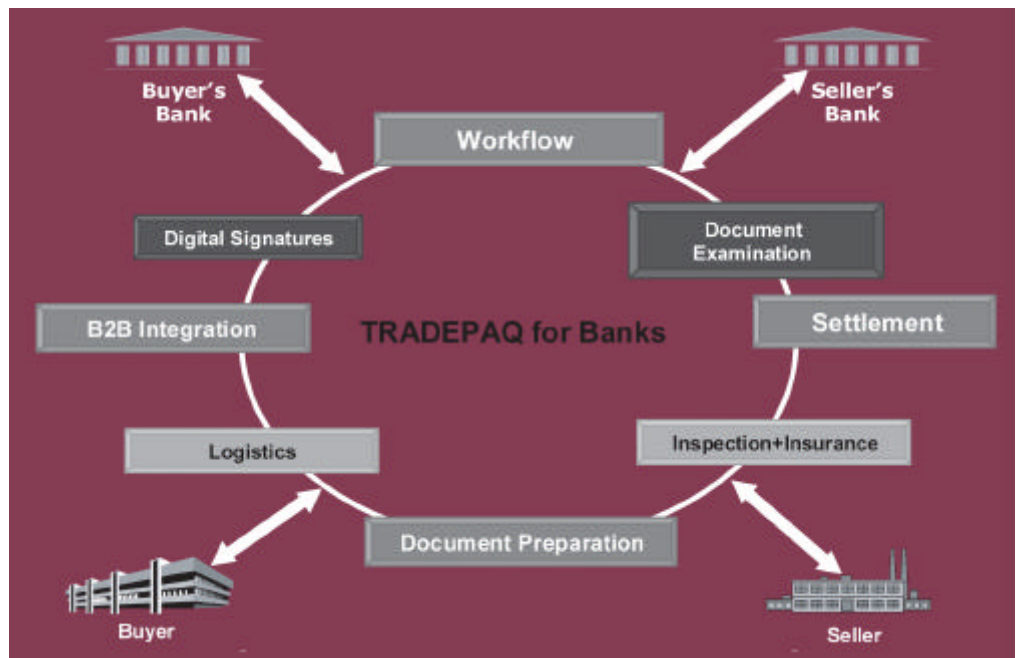 Buyer's
Bank
Seller's
Bank
Workflow
Digital Signatures
Document
Examination
B2B Integration
TRADEPAQ for Banks
Settlement
Logistics
Inspection+Insurance
Document Preparation
Buyer
Seller